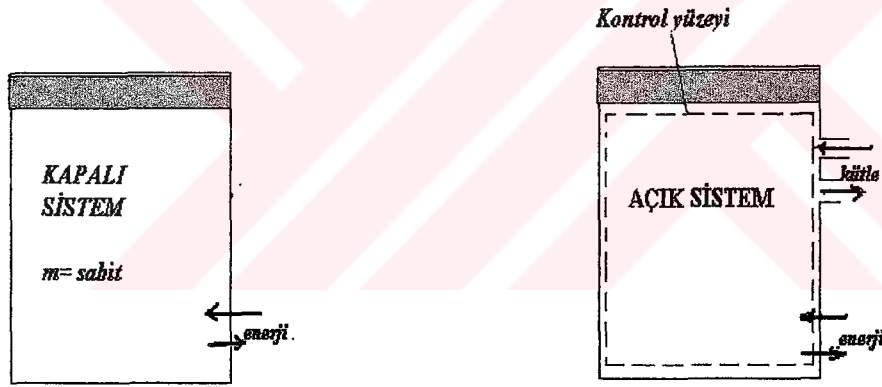 Kontrol yüzeyi
KAPALI
SİSTEM
m= sabit
enerji
AÇIK SİSTEM
kütle
enerji